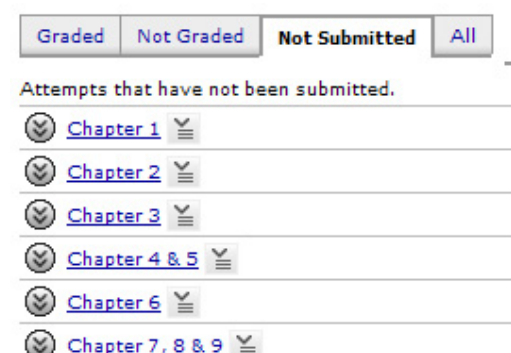 Graded Not Graded Not Submitted All
Attempts that have not been submitted.
Chapter 1
Chapter 2
Chapter 3
Chapter 4 & 5
Chapter 6
Chapter 7, 8 & 9